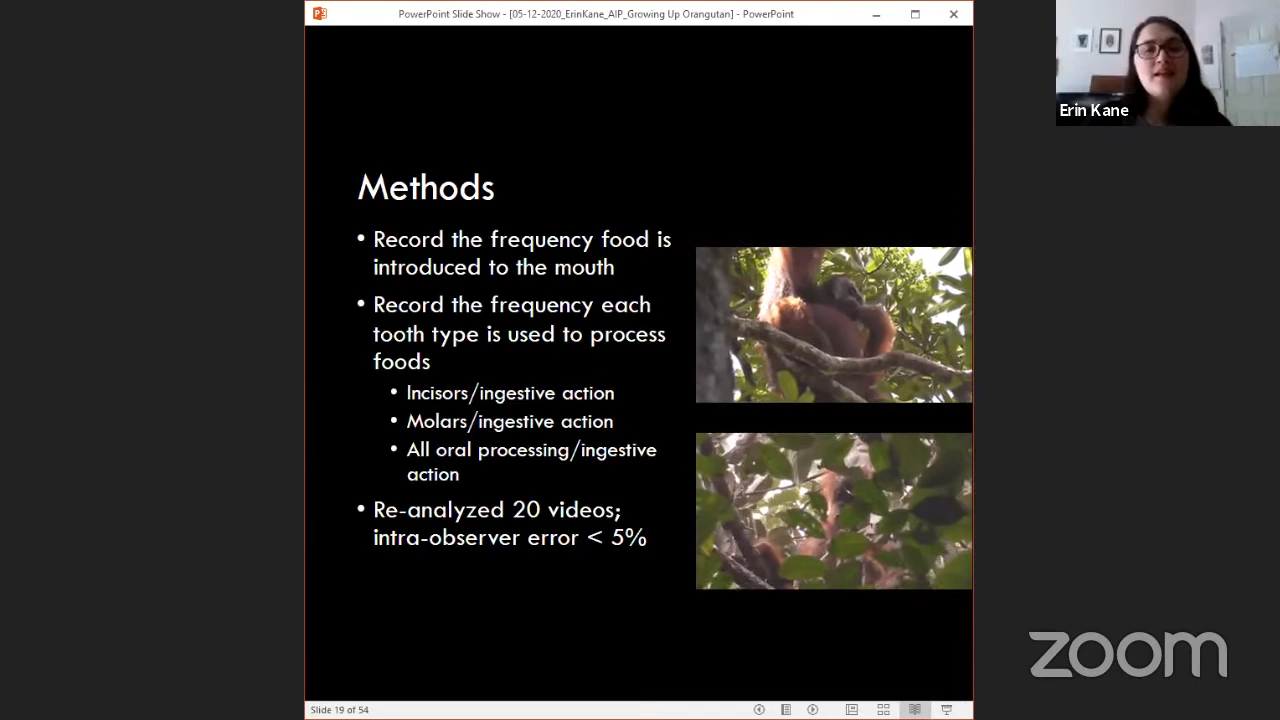 PowerPoint Slide Show - [05-12-2020_ErinKane_AIP_Growing Up Orangutan] - PowerPoint
Erin Kane
Methods
• Record the frequency food is
introduced to the mouth
• Record the frequency each
tooth type is used to process
foods
• Incisors/ingestive action
• Molars/ingestive action
• All oral processing/ingestive
action
• Re-analyzed 20 videos;
intra-observer error < 5%
zoom
Slide 19 of 54